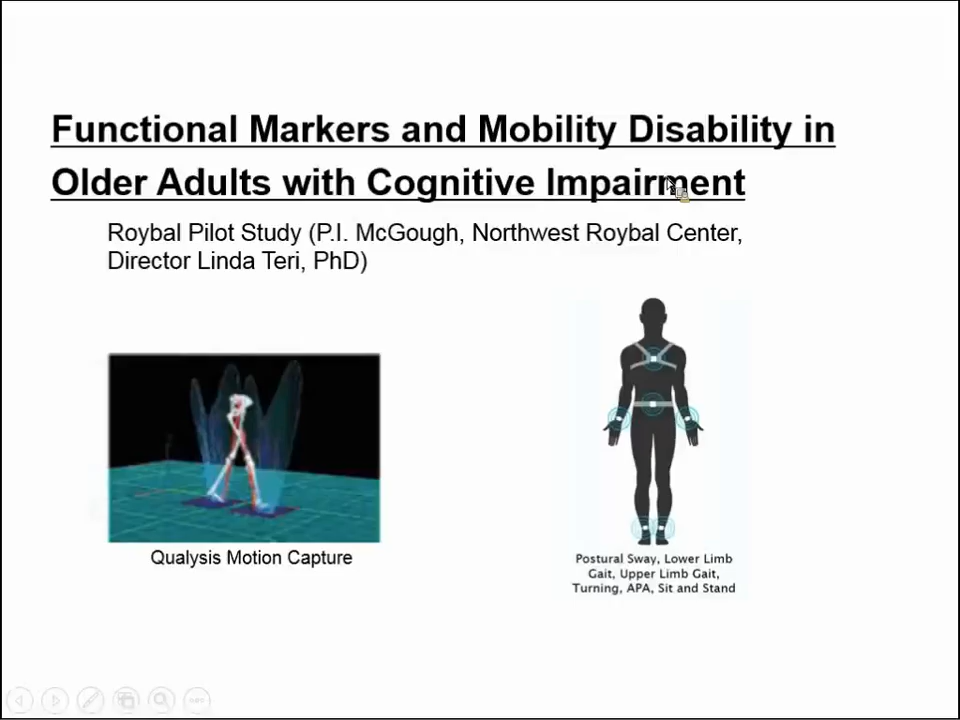 Functional Markers and Mobility Disability in
Older Adults with Cognitive Impairment
Roybal Pilot Study (P.I. McGough, Northwest Roybal Center,
Director Linda Teri, PhD)
Qualysis Motion Capture
Postural Sway, Lower Limb
Gait, Upper Limb Gait,
Turning, APA, Sit and Stand